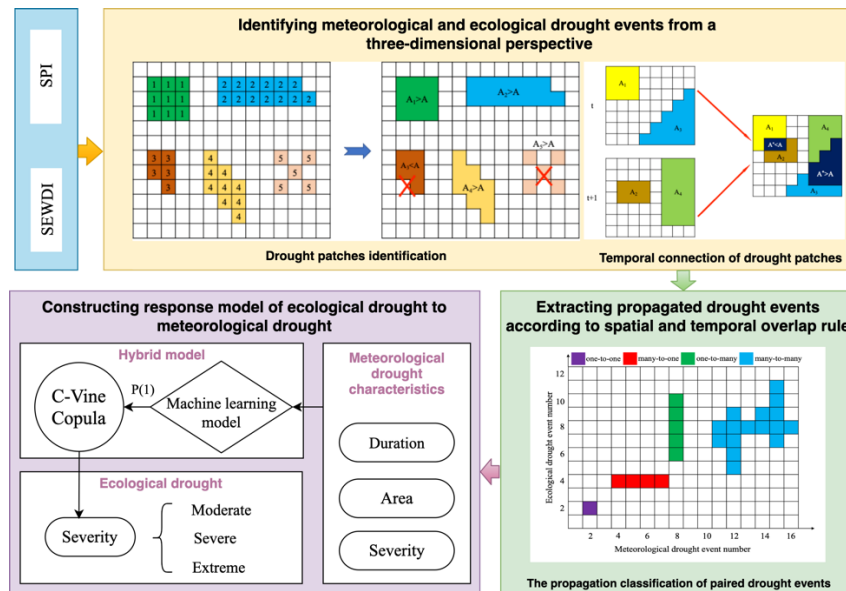 SPI
SEWDI
Identifying meteorological and ecological drought events from a
three-dimensional perspective
1 1 1
1 1 1
1 1 1
1 1 1
2 2 2 2 2 2
2 2 2 2 2 2 2
3 3
3 3
3
4
4 4
4 4
4 4
4 4
4
5 5
5
5 5
A₁>A
A₂>A
A₃<A
A₄>A
A₅>A
Drought patches identification
t
t+1
A₁
A₃
A₂
A₄
A₁
A₄
A*<A
A₂
A*>A
A₃
Temporal connection of drought patches
Constructing response model of ecological drought to
meteorological drought
Hybrid model
C-Vine
Copula
P(1)
Machine learning
model
Ecological drought
Severity
Moderate
Severe
Extreme
Meteorological
drought
characteristics
Duration
Area
Severity
Extracting propagated drought events
according to spatial and temporal overlap rule
one-to-one many-to-one one-to-many many-to-many
Ecological drought event number
12
10
8
6
4
2
2 4 6 8 10 12 14 16
Meteorological drought event number
The propagation classification of paired drought events